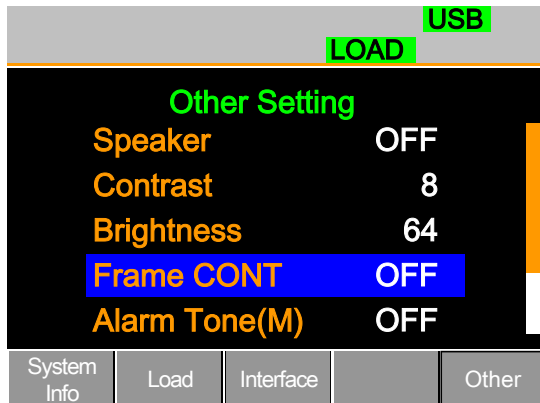 USB
LOAD
Other Setting
Speaker OFF
Contrast 8
Brightness 64
Frame CONT OFF
Alarm Tone(M) OFF
System Info Load Interface Other